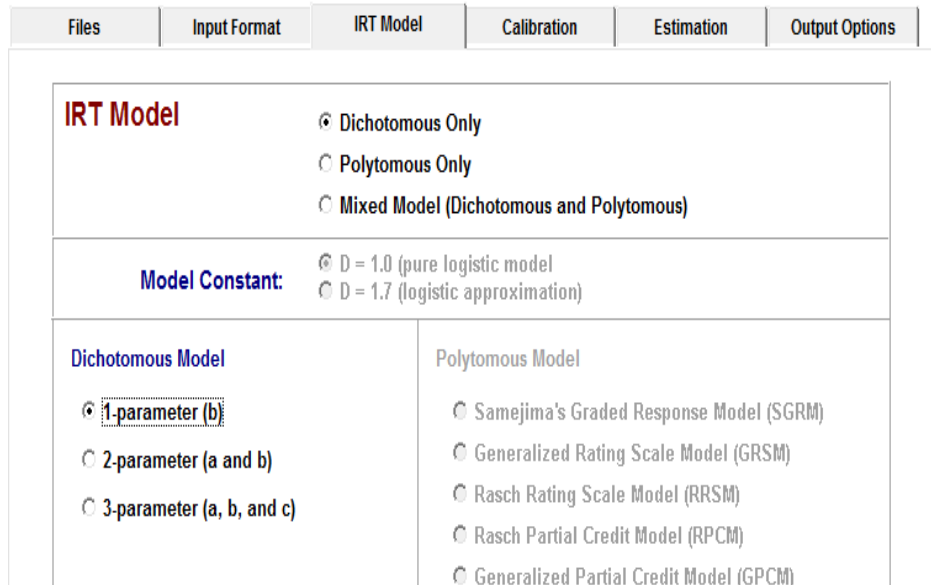 Files Input Format IRT Model Calibration Estimation Output Options
IRT Model
Dichotomous Only
Polytomous Only
Mixed Model (Dichotomous and Polytomous)
Model Constant:
D = 1.0 (pure logistic model
D = 1.7 (logistic approximation)
Dichotomous Model
1-parameter (b)
2-parameter (a and b)
3-parameter (a, b, and c)
Polytomous Model
Samejima's Graded Response Model (SGRM)
Generalized Rating Scale Model (GRSM)
Rasch Rating Scale Model (RRSM)
Rasch Partial Credit Model (RPCM)
Generalized Partial Credit Model (GPCM)